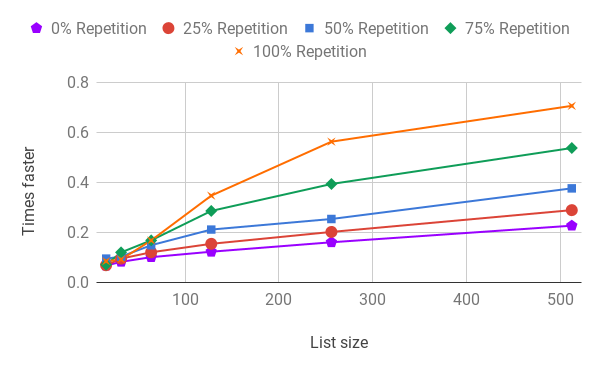 0% Repetition 25% Repetition 50% Repetition 75% Repetition
100% Repetition
0.8
0.6
0.4
0.2
0.0
Times faster
100 200 300 400 500
List size